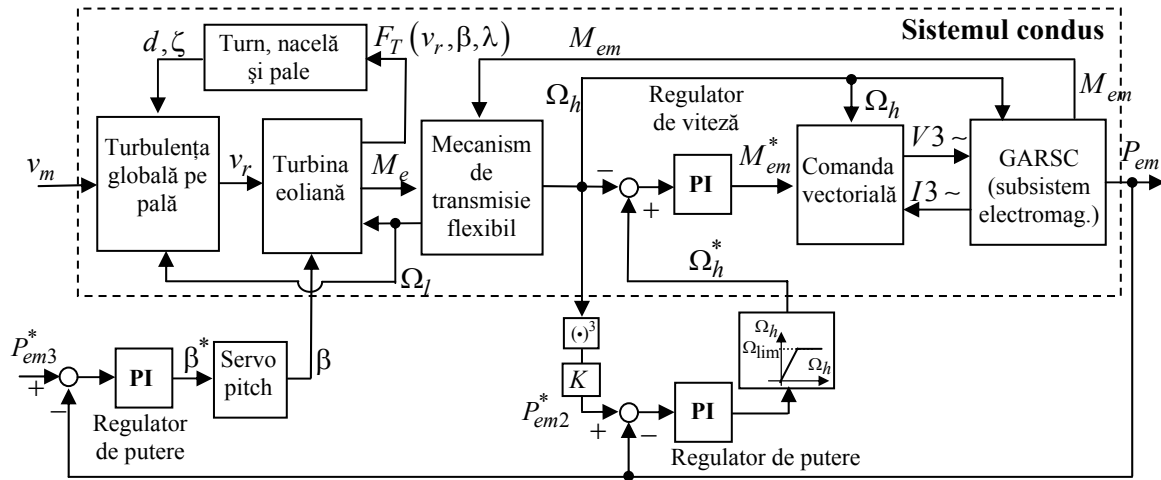 Sistemul condus
d, ζ
Turn, nacelă
şi pale
F_T (v_r, β, λ)
M_em
M_em
Ω_h
Regulator
de viteză
Ω_h
v_m
Turbulența
globală pe
pală
v_r
Turbina
eoliană
M_e
Mecanism
de
transmisie
flexibil
−
+
PI
M*_em
Comanda
vectorială
V3 ~
I3 ~
GARSC
(subsistem
electromag.)
P_em
Ω_l
Ω*_h
P*_em3
+
−
PI
β*
Servo
pitch
β
Regulator
de putere
(•)³
K
P*_em2
+
−
PI
Regulator de putere
Ω_h
Ω_lim
Ω_h